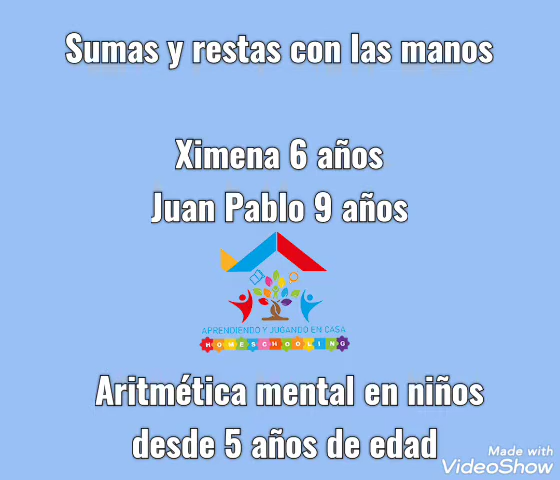 Sumas y restas con las manos
Ximena 6 años
Juan Pablo 9 años
APRENDIENDO Y JUGANDO EN CASA
HOMESCHOOLING
Aritmética mental en niños
desde 5 años de edad
Made with
VideoShow